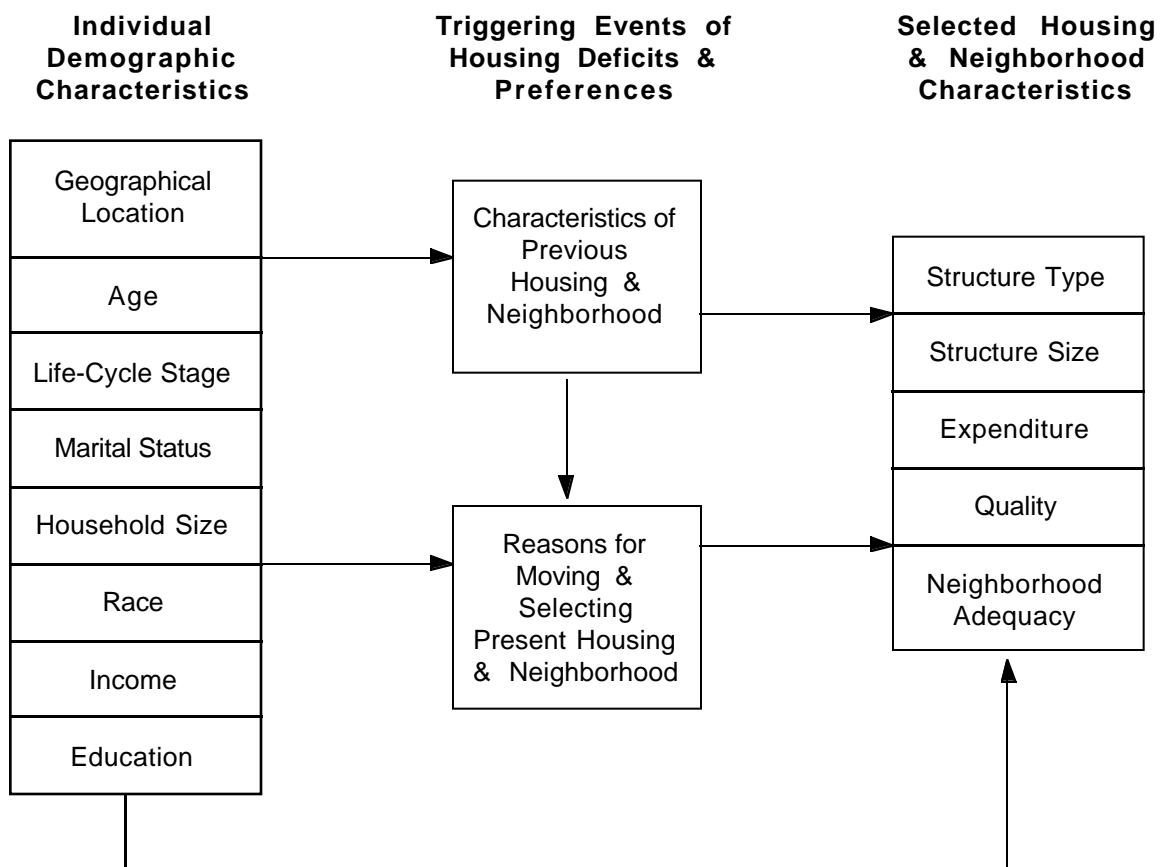 Individual
Demographic
Characteristics
Triggering Events of
Housing Deficits &
Preferences
Selected Housing
& Neighborhood
Characteristics
Geographical
Location
Age
Life-Cycle Stage
Marital Status
Household Size
Race
Income
Education
Characteristics of
Previous
Housing &
Neighborhood
Reasons for
Moving &
Selecting
Present Housing
& Neighborhood
Structure Type
Structure Size
Expenditure
Quality
Neighborhood
Adequacy